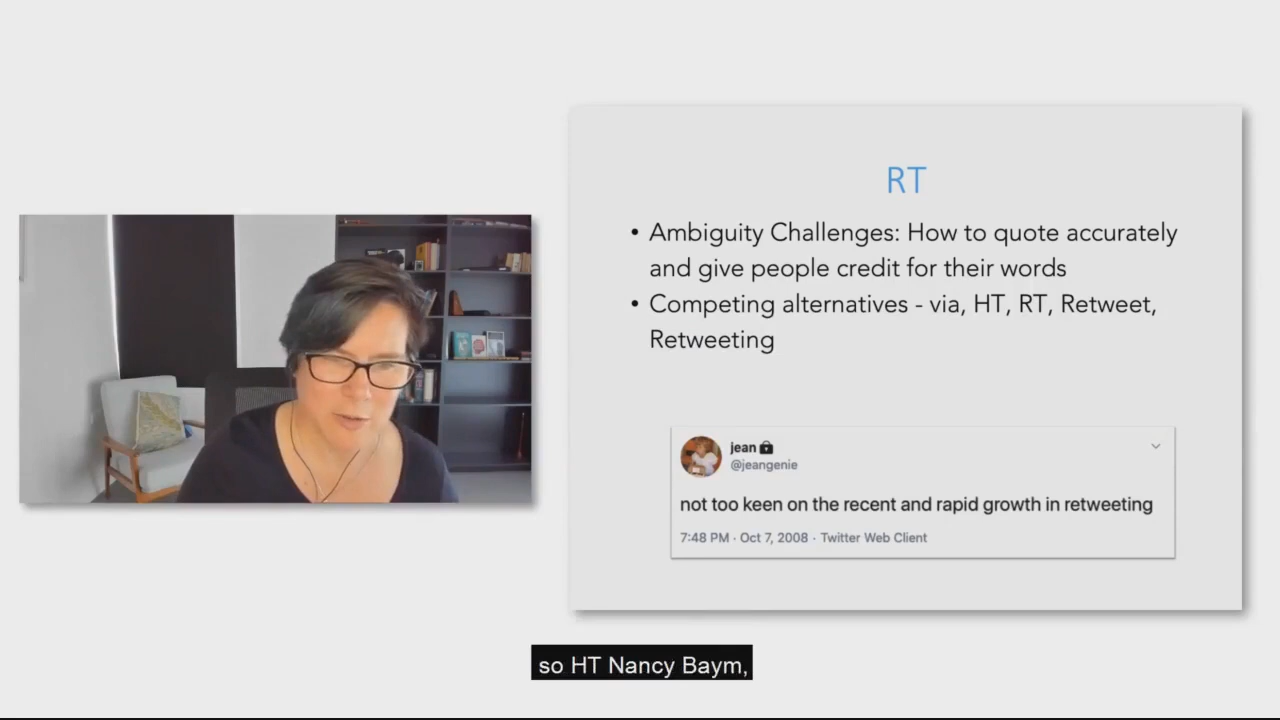 RT
• Ambiguity Challenges: How to quote accurately
and give people credit for their words
• Competing alternatives - via, HT, RT, Retweet,
Retweeting
jean
@jeangenie
not too keen on the recent and rapid growth in retweeting
7:48 PM · Oct 7, 2008 · Twitter Web Client
so HT Nancy Baym,